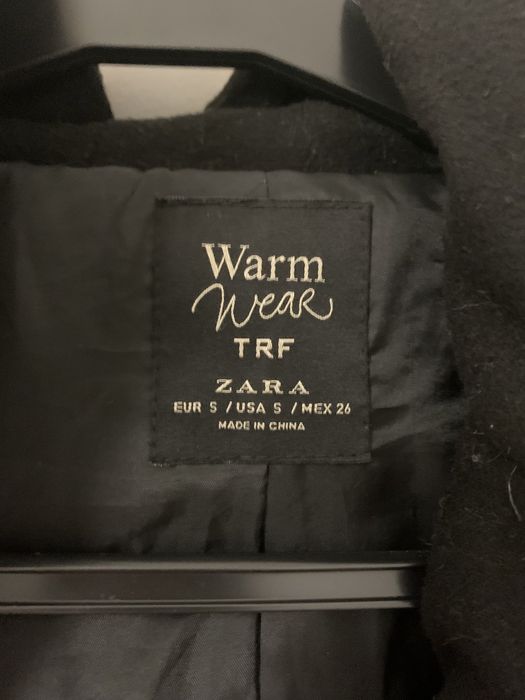 Warm
Wear
TRF
ZARA
EUR S / USA S / MEX 26
MADE IN CHINA